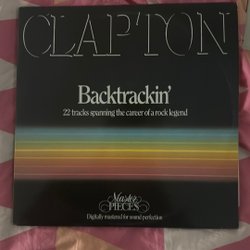 CLAPTON
Backtrackin'
22 tracks spanning the career of a rock legend
Master
PIECES
Digitally mastered for sound perfection